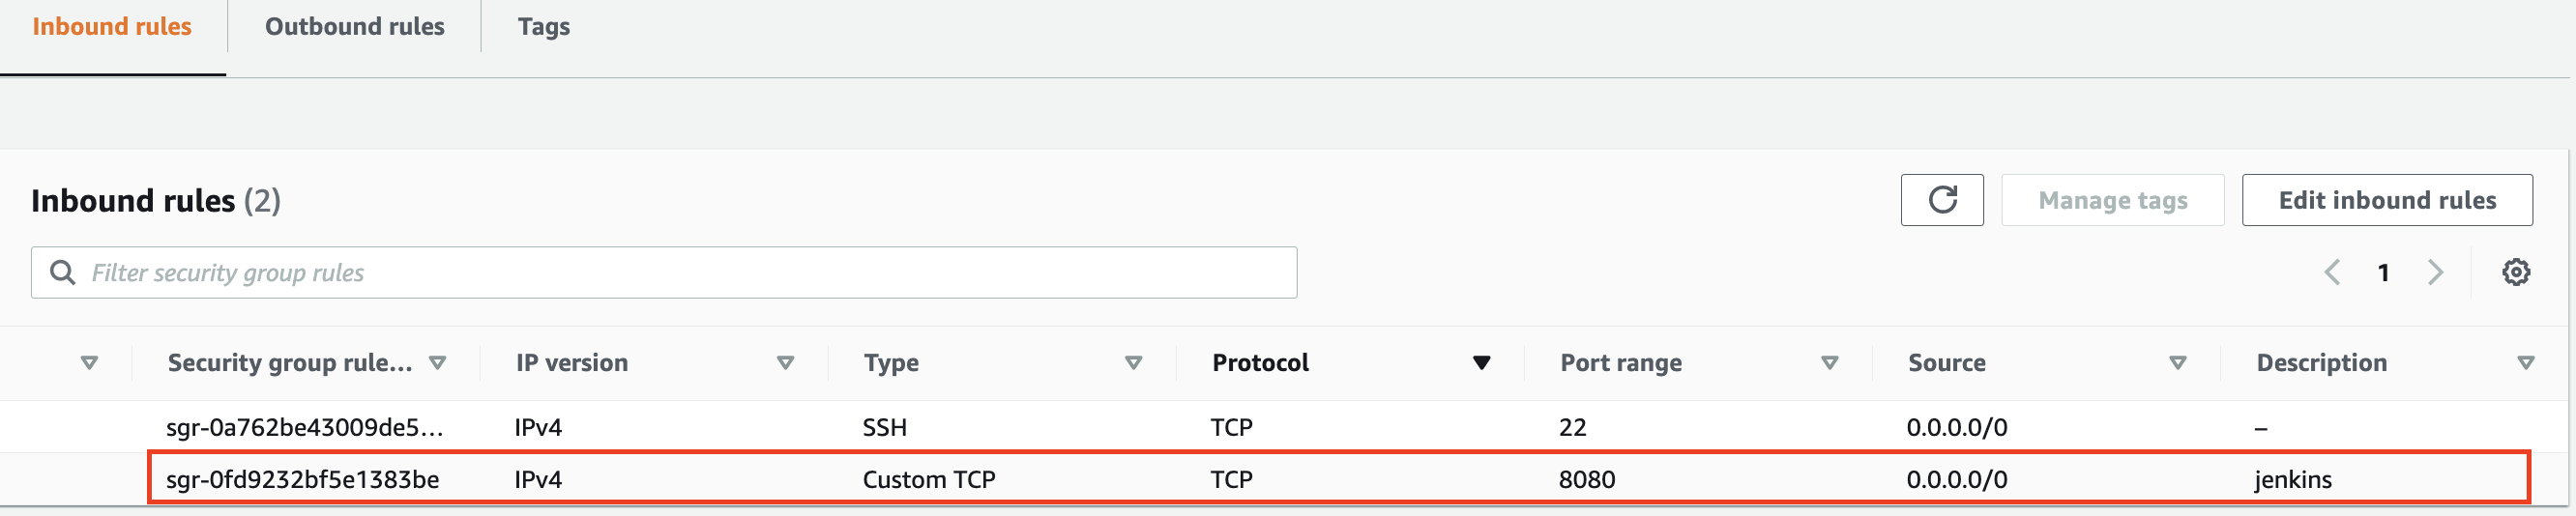 Inbound rules Outbound rules Tags
Inbound rules (2) Manage tags Edit inbound rules
Filter security group rules 1
Security group rule... IP version Type Protocol Port range Source Description
sgr-0a762be43009de5... IPv4 SSH TCP 22 0.0.0.0/0 –
sgr-0fd9232bf5e1383be IPv4 Custom TCP TCP 8080 0.0.0.0/0 jenkins